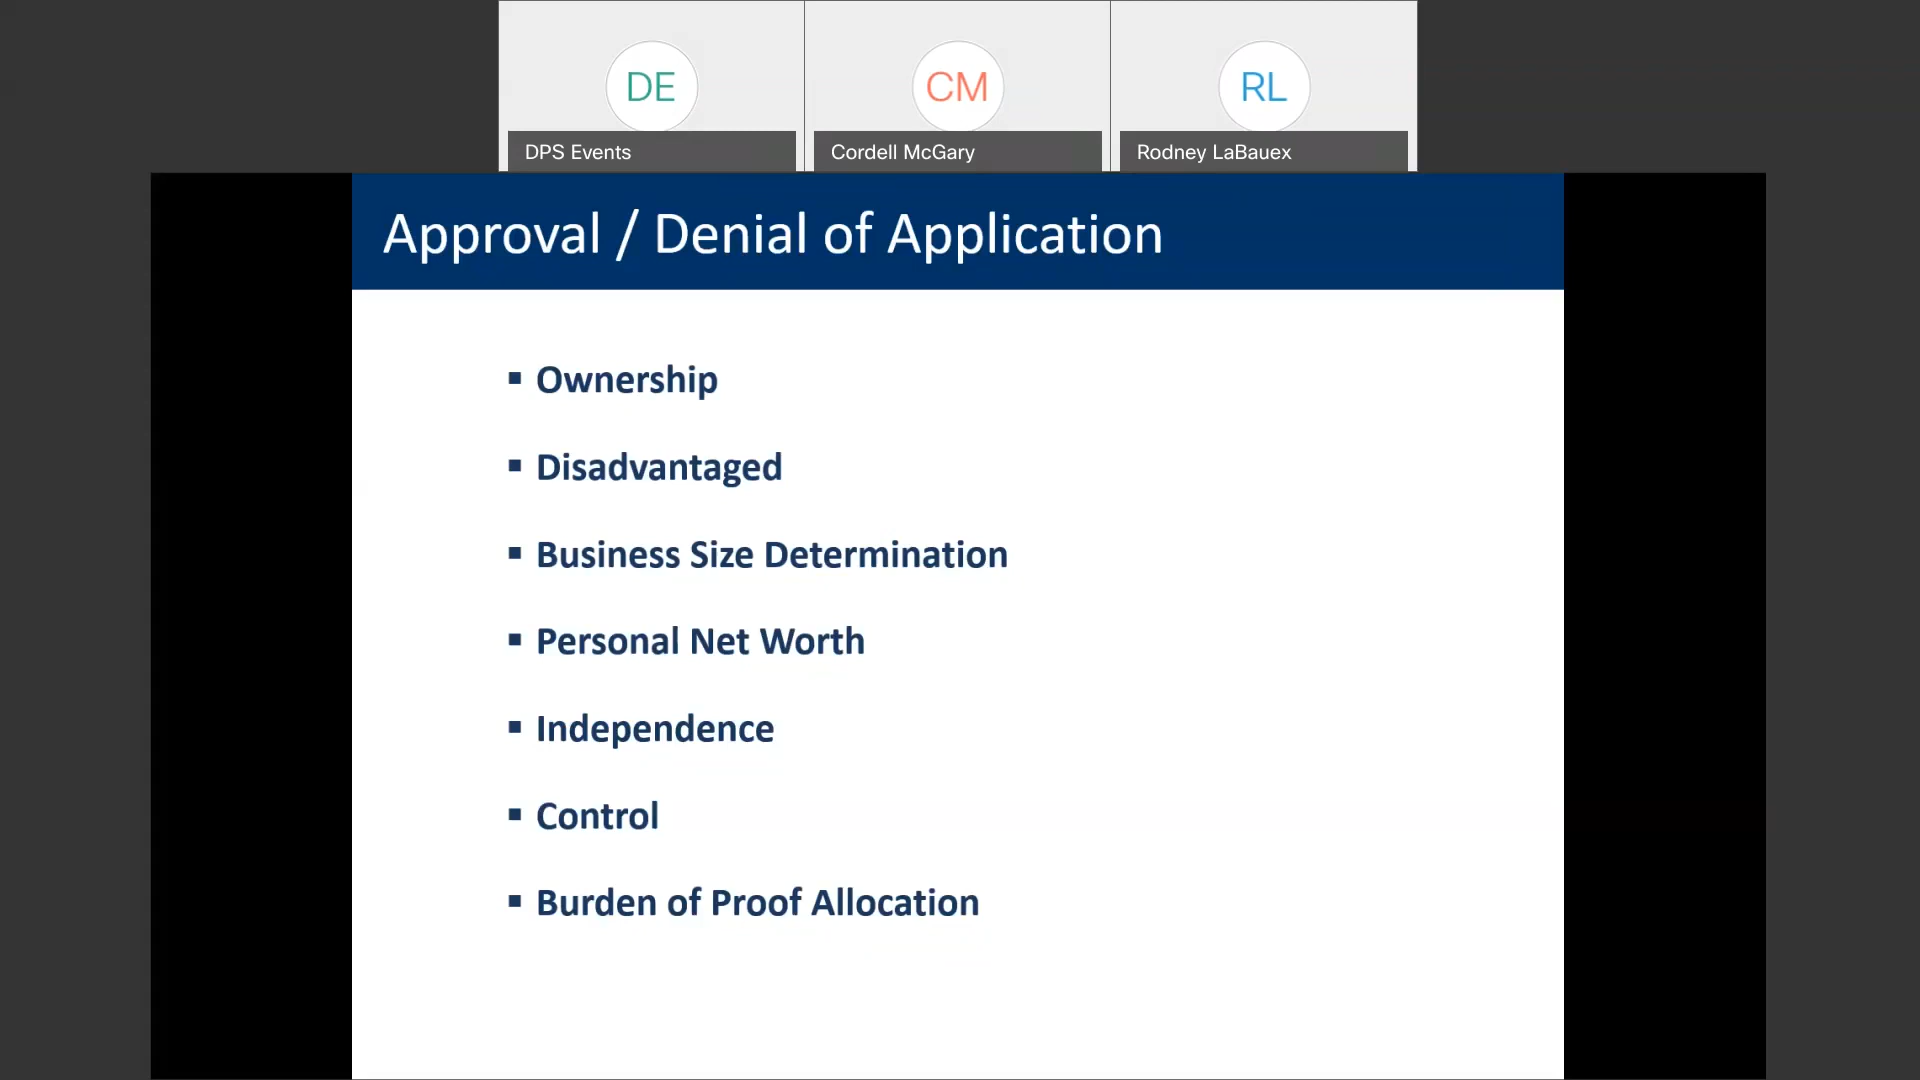 DE
CM
RL
DPS Events
Cordell McGary
Rodney LaBauex
Approval / Denial of Application
▪ Ownership
▪ Disadvantaged
▪ Business Size Determination
▪ Personal Net Worth
▪ Independence
▪ Control
▪ Burden of Proof Allocation